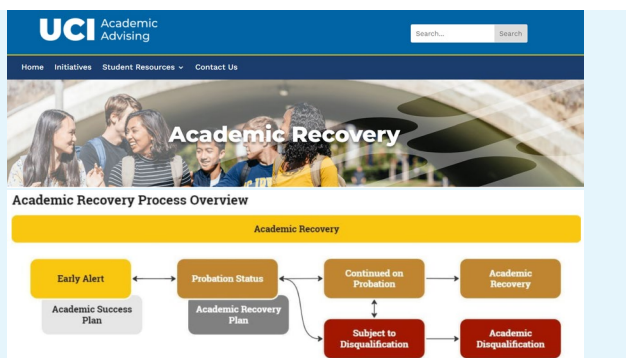 UCI Academic
Advising
Search... Search
Home Initiatives Student Resources Contact Us
Academic Recovery
Academic Recovery Process Overview
Academic Recovery
Early Alert
Academic Success
Plan
Probation Status
Academic Recovery
Plan
Continued on
Probation
Academic
Recovery
Subject to
Disqualification
Academic
Disqualification